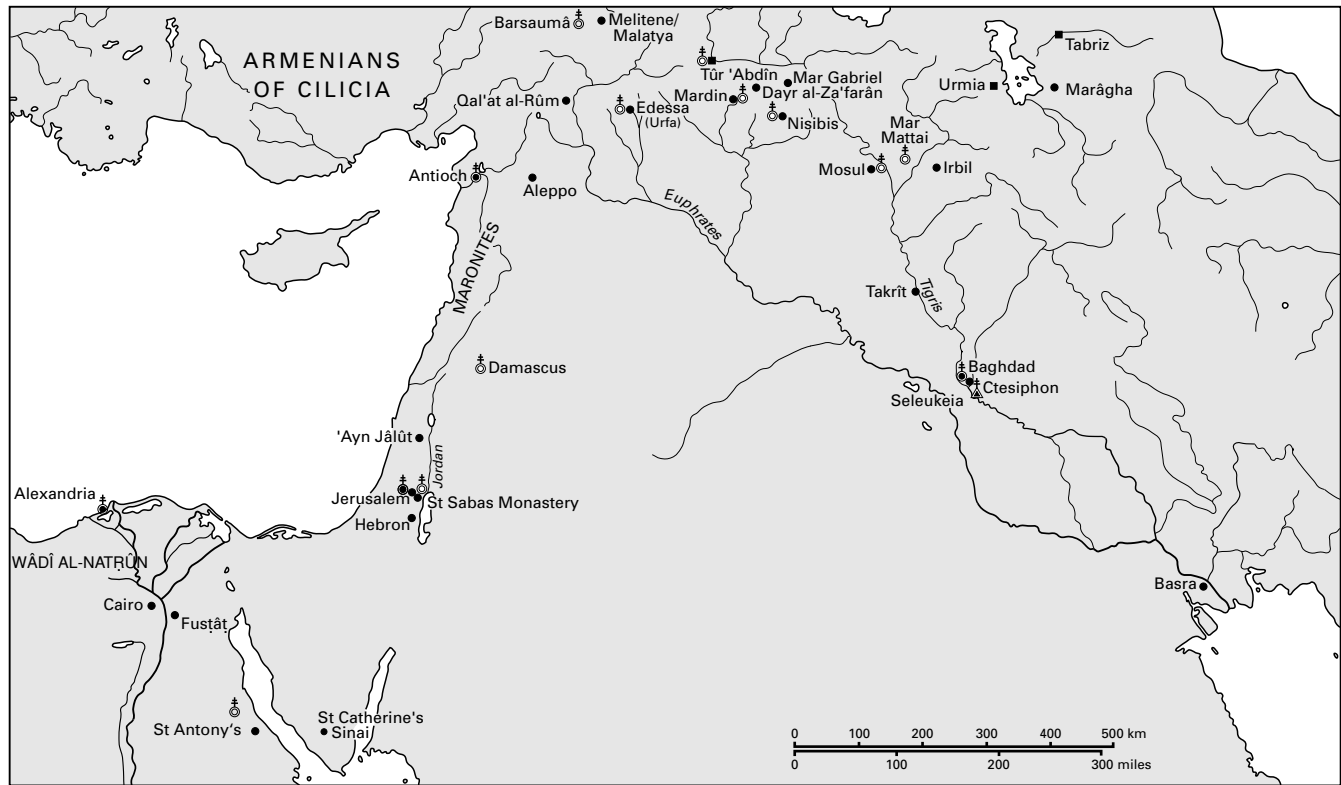 Barsaumâ
Melitene/
Malatya
Tabriz
ARMENIANS
OF CILICIA
Ṭûr 'Abdîn
Mar Gabriel
Urmia
Marâgha
Qal'at al-Rûm
Mardin
Dayr al-Za'farân
Edessa
(Urfa)
Nisibis
Mar
Mattai
Antioch
Aleppo
Mosul
Irbil
Euphrates
MARONITES
Takrît
Tigris
Damascus
Baghdad
Ctesiphon
Seleukeia
'Ayn Jâlût
Jordan
Alexandria
Jerusalem
St Sabas Monastery
Hebron
WÂDÎ AL-NAṬRÛN
Cairo
Fusṭâṭ
Basra
St Antony's
St Catherine's
Sinai
0 100 200 300 400 500 km
0 100 200 300 miles